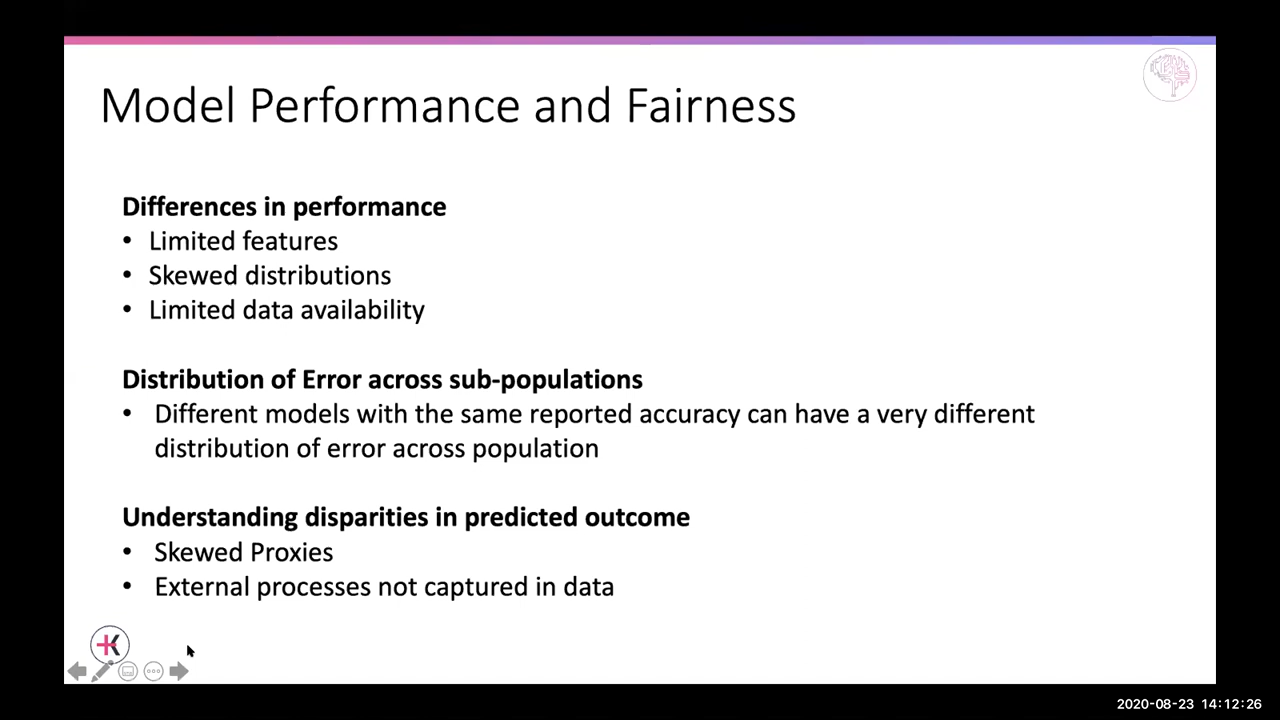 Model Performance and Fairness
Differences in performance
• Limited features
• Skewed distributions
• Limited data availability
Distribution of Error across sub-populations
• Different models with the same reported accuracy can have a very different
distribution of error across population
Understanding disparities in predicted outcome
• Skewed Proxies
• External processes not captured in data
K
2020-08-23 14:12:26